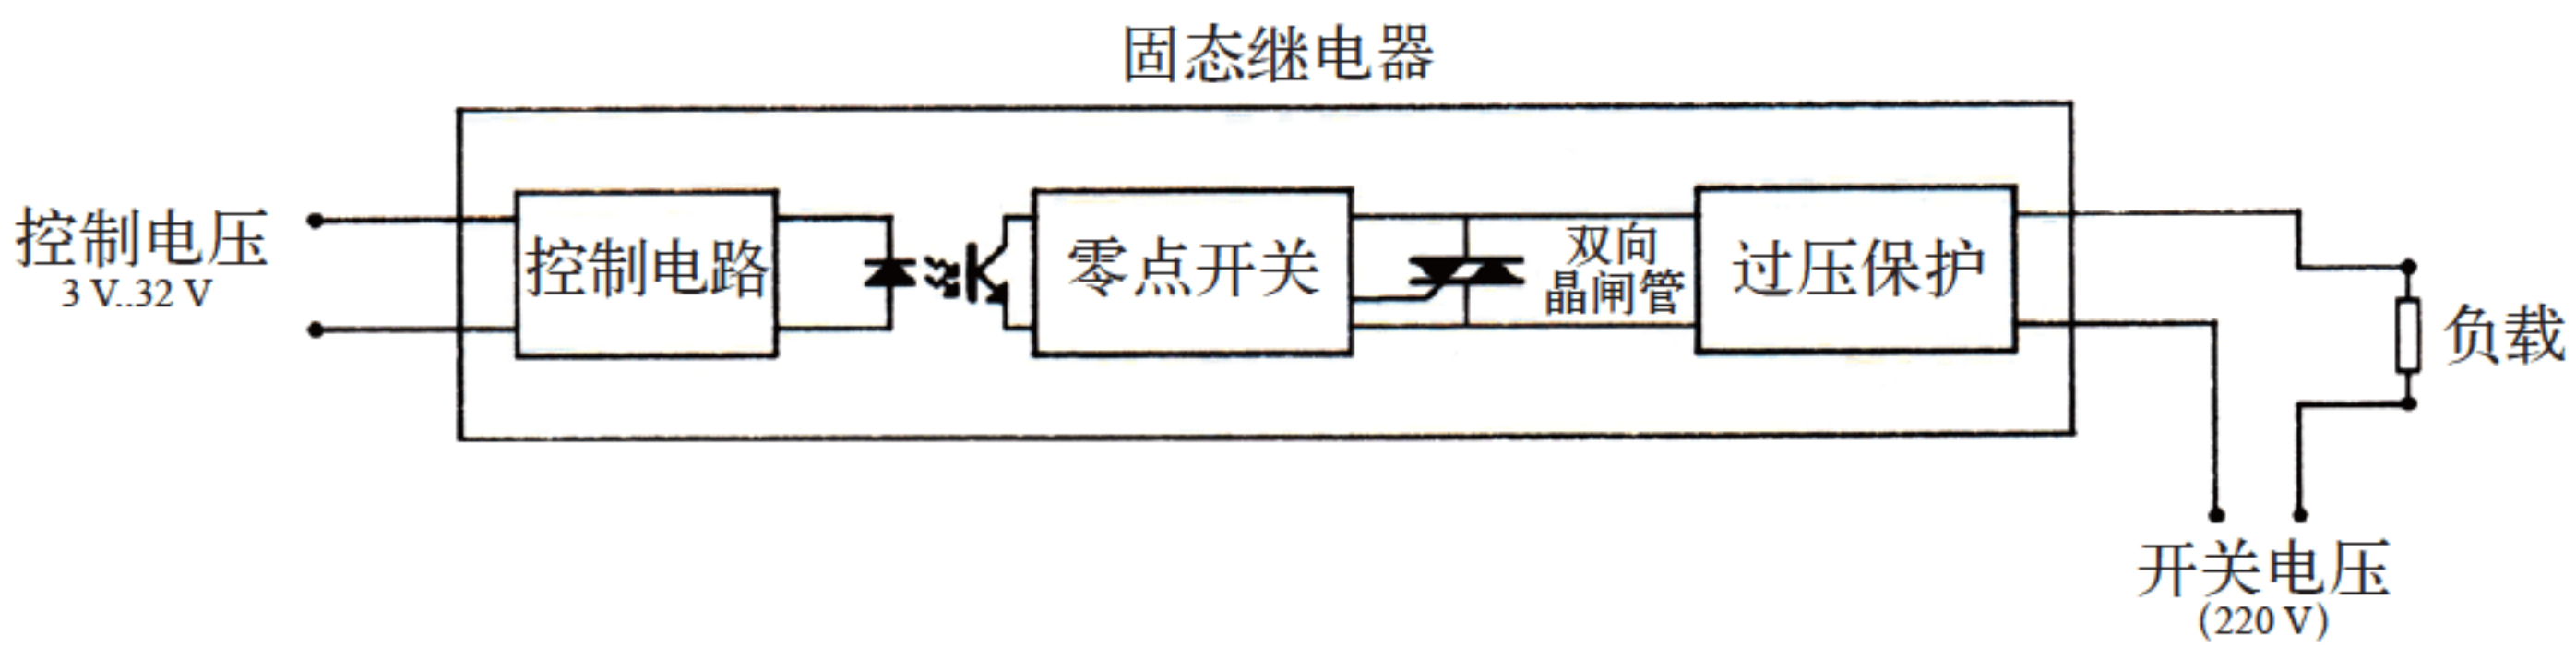 固态继电器
控制电压
3 V..32 V
控制电路
零点开关
双向
晶闸管
过压保护
负载
开关电压
(220 V)